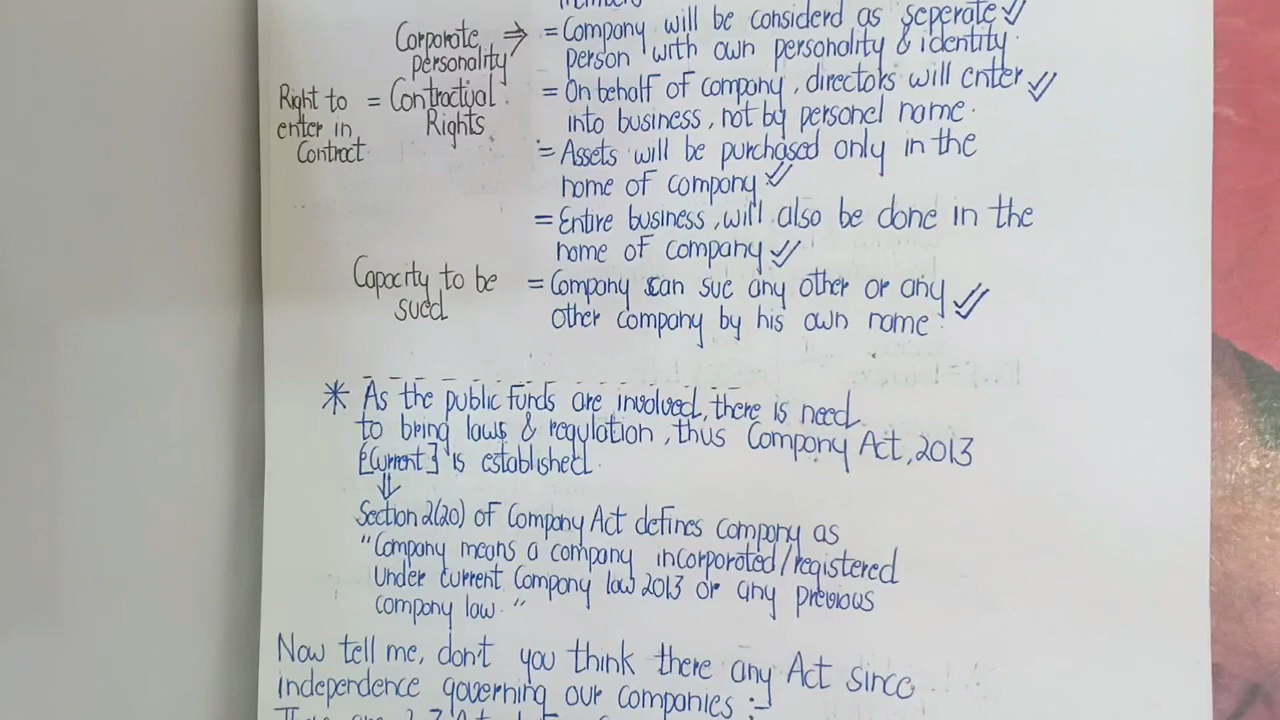 members
Corporate ⇒ = Company will be considerd as seperate ✓
personality person with own personality & identity.
Right to = Contractual = On behalf of company, directors will enter ✓
enter in Rights into business, not by personel name.
Contract = Assets will be purchased only in the
name of company ✓
= Entire business, will also be done in the
name of company ✓
Capacity to be = Company can sue any other or any ✓
sued other company by his own name.
* As the public funds are involved, there is need
to bring laws & regulation, thus Company Act, 2013
[Current] is established.
⇓
Section 2(20) of Company Act defines company as
"Company means a company incorporated/registered
under current Company law 2013 or any previous
company law."
Now tell me, don't you think there any Act since
independence governing our companies :-